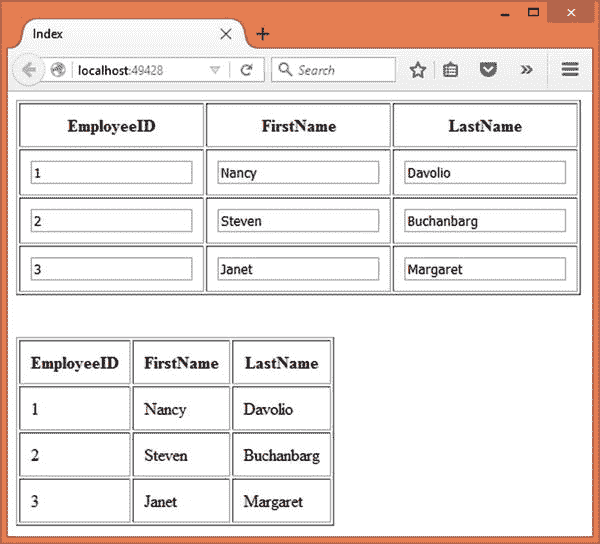 Index
localhost:49428
Search
EmployeeID FirstName LastName
1 Nancy Davolio
2 Steven Buchanbarg
3 Janet Margaret
EmployeeID FirstName LastName
1 Nancy Davolio
2 Steven Buchanbarg
3 Janet Margaret